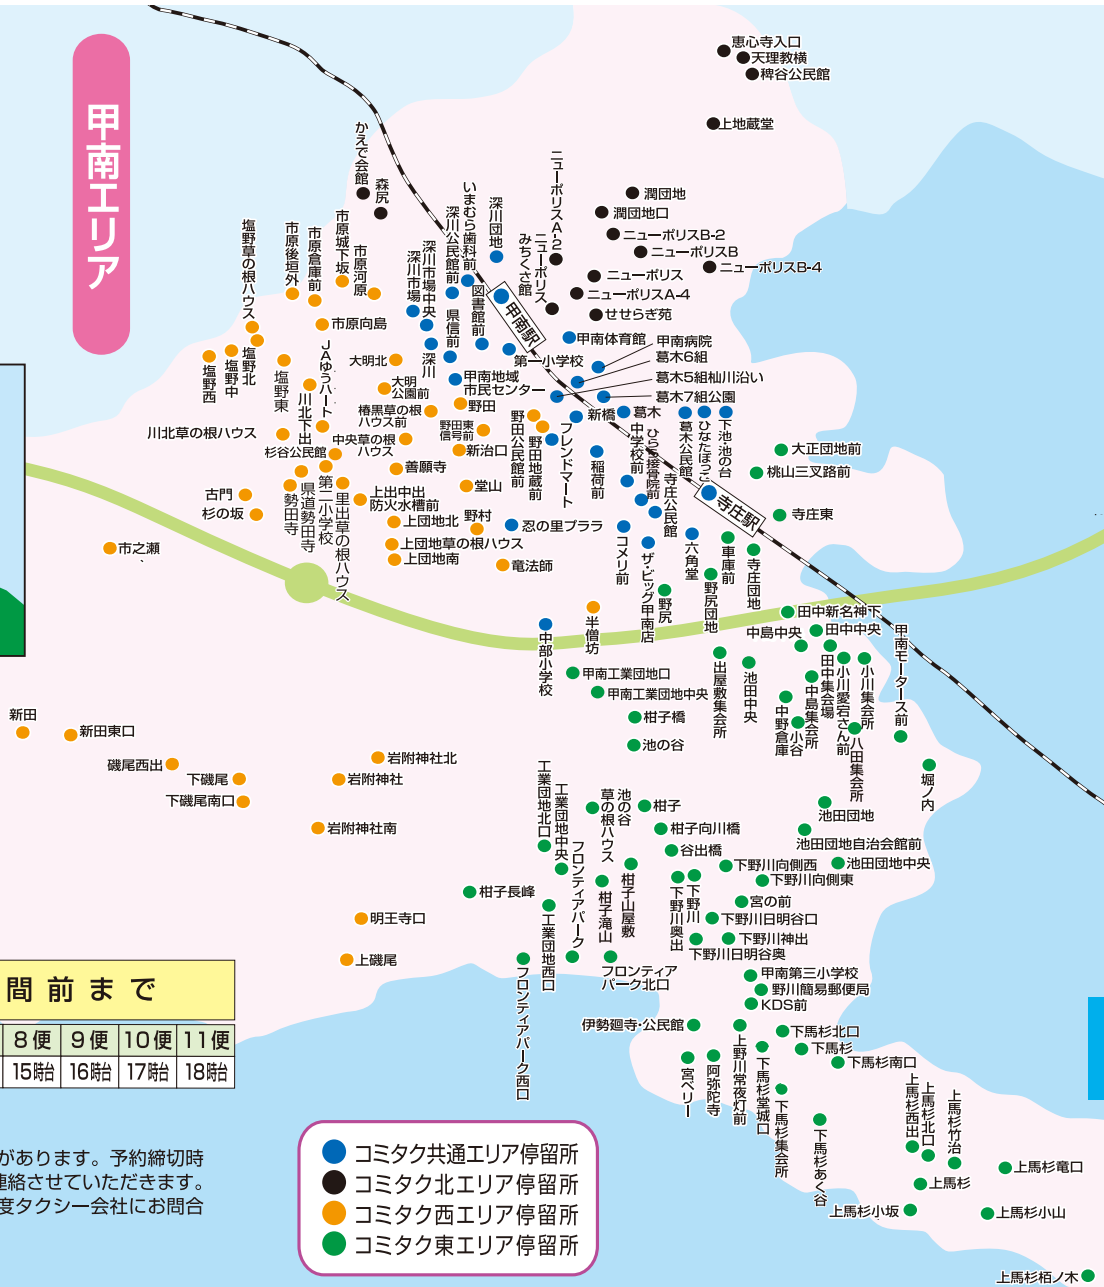 甲南エリア
恵心寺入口
天理教横
稗谷公民館
上地蔵堂
かえで会館
森尻
ニューポリスA-2
潤団地
潤団地口
ニューポリスB-2
ニューポリスB
ニューポリスB-4
ニューポリス
ニューポリスA-4
せせらぎ苑
ニューポリス
みちくさ館
深川団地
いまむら歯科前
深川公民館前
深川市場中央
深川市場
図書館前
県信前
深川
甲南駅
第一小学校
甲南体育館
甲南病院
葛木6組
葛木5組杣川沿い
葛木7組公園
甲南地域
市民センター
新橋
葛木
中学校前
ひらき接骨院前
寺庄公民館
葛木公民館
ひなたぼっこ
下池・池の台
寺庄駅
フレンドマート
稲荷前
コメリ前
ザ・ビッグ甲南店
六角堂
忍の里プララ
中部小学校
塩野草の根ハウス
市原後垣外
市原倉庫前
市原城下坂
市原河原
市原向島
塩野西
塩野中
塩野北
塩野東
JAゆうハート
川北下出
川北草の根ハウス
杉谷公民館
大明北
大明
公園前
椿黒草の根
ハウス前
中央草の根
ハウス
野田
野田東
信号前
新治口
野田公民館前
野田地蔵前
善願寺
堂山
古門
杉の坂
勢田寺
県道勢田寺
第二小学校
里出草の根ハウス
上出中出
防火水槽前
上団地北
野村
上団地草の根ハウス
上団地南
竜法師
市之瀬
半僧坊
新田
新田東口
磯尾西出
下磯尾
下磯尾南口
岩附神社北
岩附神社
岩附神社南
明王寺口
上磯尾
大正団地前
桃山三叉路前
寺庄東
車庫前
寺庄団地
野尻団地
野尻
田中新名神下
田中中央
中島中央
甲南モータース前
小川集会所
小川愛宕さん前
田中集会場
中島集会所
小谷
中野倉庫
八田集会所
池田中央
出屋敷集会所
甲南工業団地口
甲南工業団地中央
柑子橋
池の谷
堀ノ内
池田団地
池田団地自治会館前
池田団地中央
工業団地北口
工業団地中央
フロンティアパーク
池の谷
草の根ハウス
柑子
柑子向川橋
谷出橋
下野川向側西
下野川向側東
宮の前
下野川日明谷口
下野川神出
下野川日明谷奥
下野川
下野川奥出
柑子山屋敷
柑子滝山
柑子長峰
工業団地西口
フロンティアパーク西口
フロンティア
パーク北口
甲南第三小学校
野川簡易郵便局
KDS前
伊勢廻寺・公民館
宮ベリー
阿弥陀寺
上野川常夜灯前
下馬杉堂城口
下馬杉集会所
下馬杉北口
下馬杉
下馬杉南口
下馬杉あく谷
上馬杉西出
上馬杉北口
上馬杉竹治
上馬杉竜口
上馬杉
上馬杉小坂
上馬杉小山
上馬杉栢ノ木
間前まで
8便 9便 10便 11便
15時台 16時台 17時台 18時台
があります。予約締切時
連絡させていただきます。
度タクシー会社にお問合
コミタク共通エリア停留所
コミタク北エリア停留所
コミタク西エリア停留所
コミタク東エリア停留所